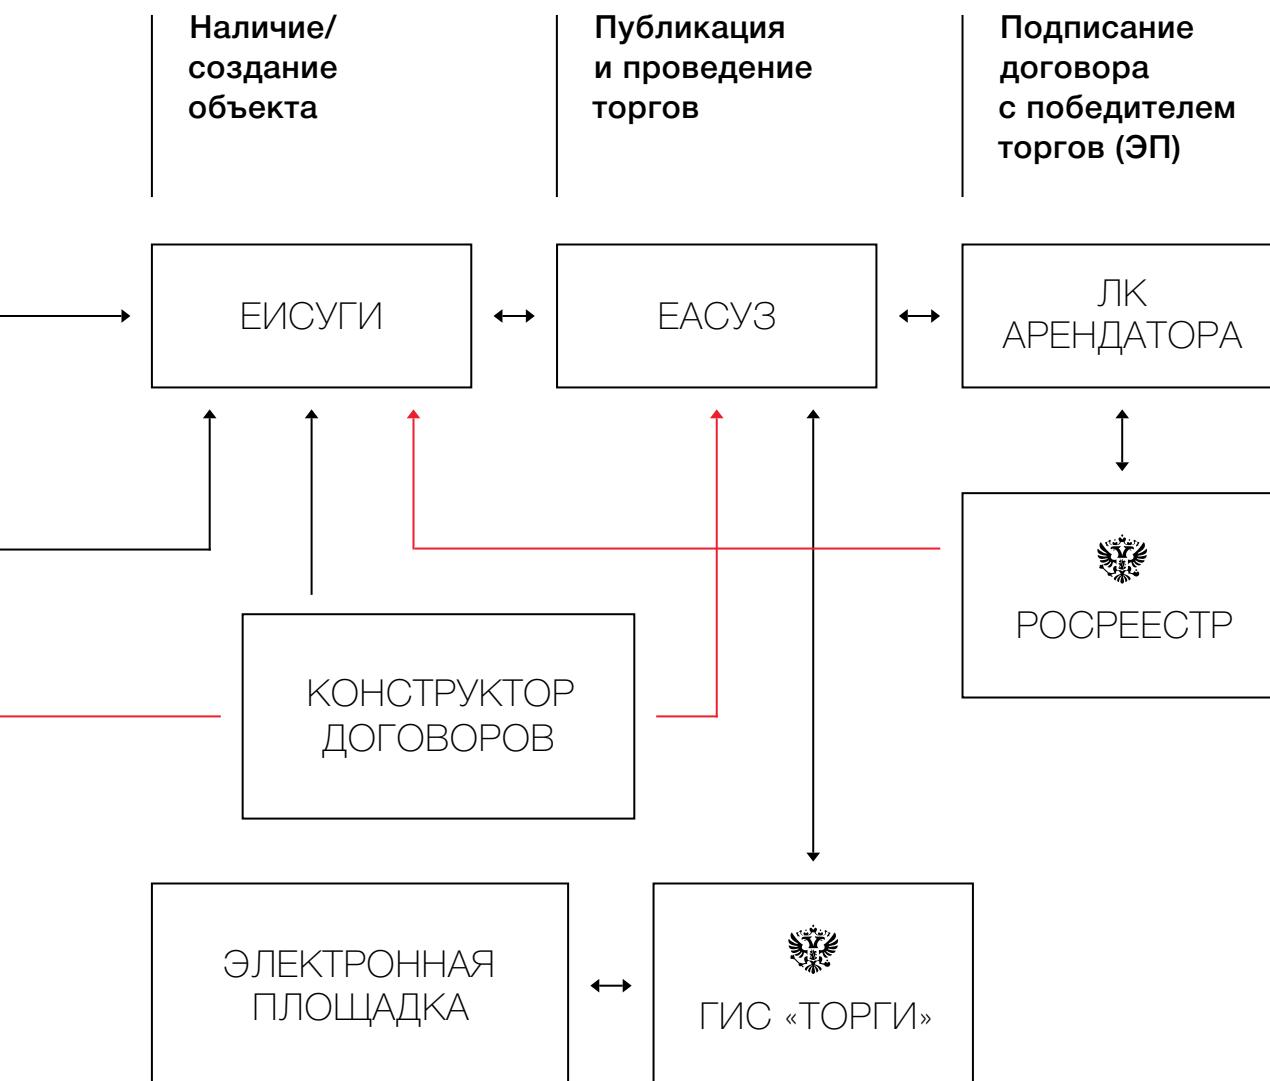 Наличие/
создание
объекта
Публикация
и проведение
торгов
Подписание
договора
с победителем
торгов (ЭП)
ЕИСУГИ
ЕАСУЗ
ЛК
АРЕНДАТОРА
РОСРЕЕСТР
КОНСТРУКТОР
ДОГОВОРОВ
ЭЛЕКТРОННАЯ
ПЛОЩАДКА
ГИС «ТОРГИ»